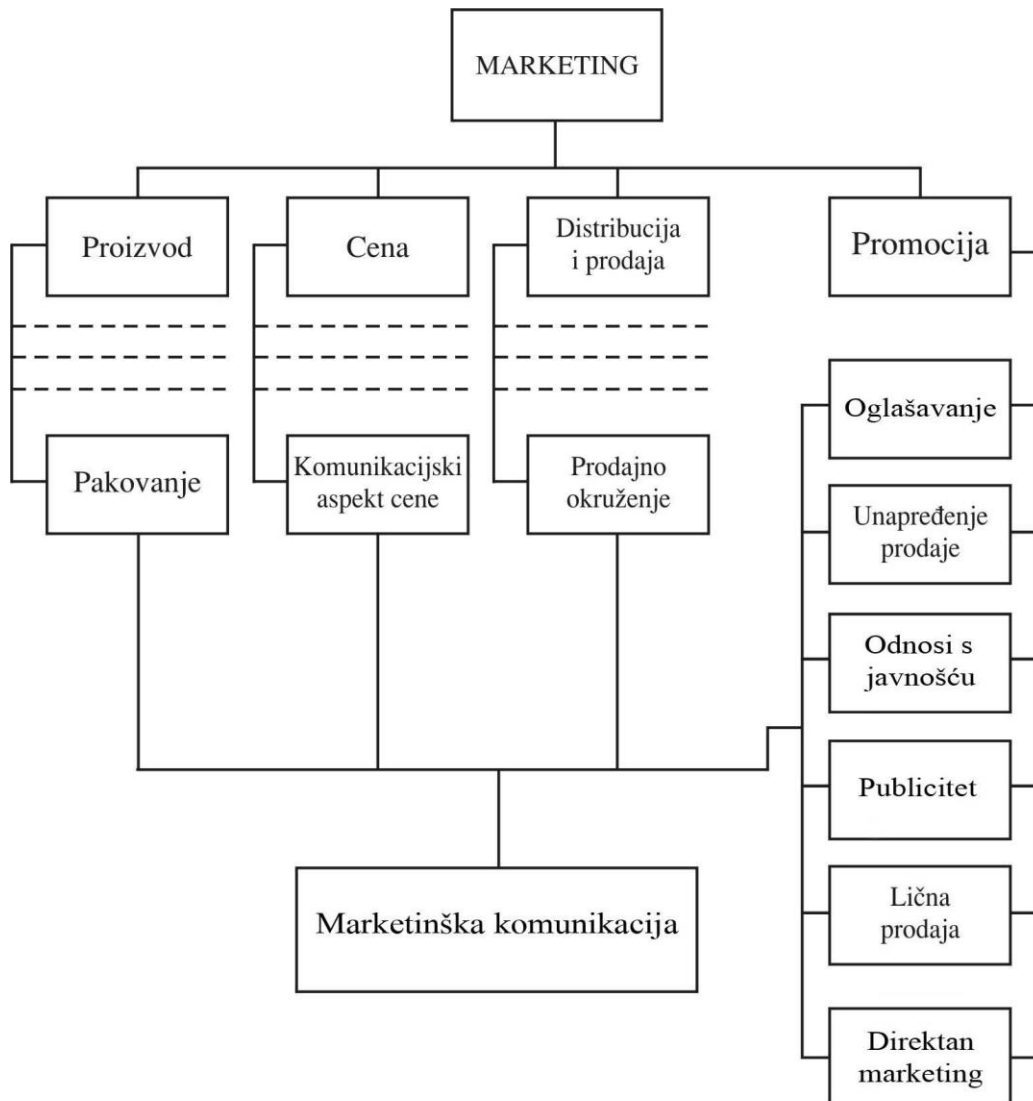 MARKETING
Proizvod
Cena
Distribucija
i prodaja
Promocija
Pakovanje
Komunikacijski
aspekt cene
Prodajno
okruženje
Oglašavanje
Unapređenje
prodaje
Odnosi s
javnošću
Publicitet
Lična
prodaja
Direktan
marketing
Marketinška komunikacija